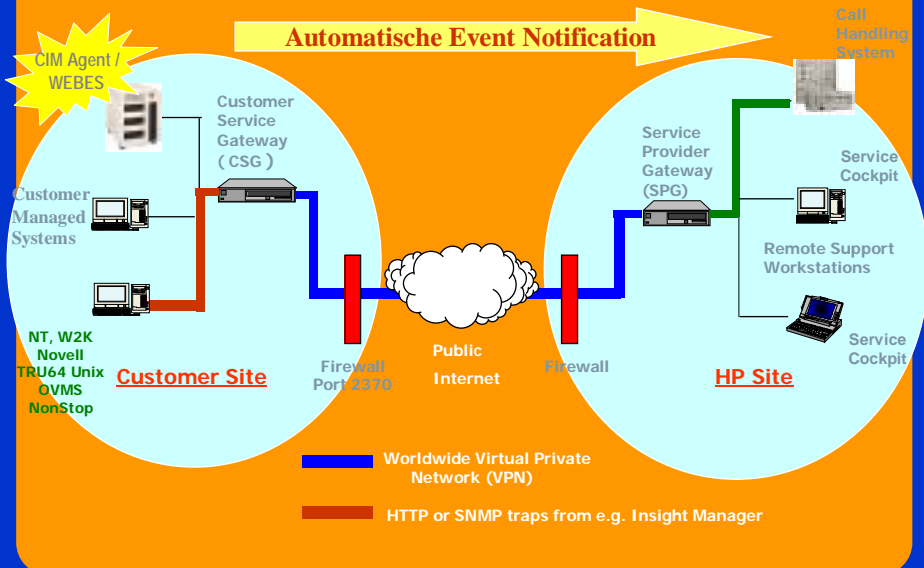 Automatische Event Notification
Call
Handling
System
CIM Agent /
WEBES
Customer
Service
Gateway
( CSG )
Service
Provider
Gateway
(SPG)
Service
Cockpit
Customer
Managed
Systems
Remote Support
Workstations
NT, W2K
Novell
TRU64 Unix
OVMS
NonStop
Customer Site
Firewall
Port 2370
Public
Internet
Firewall
HP Site
Service
Cockpit
Worldwide Virtual Private
Network (VPN)
HTTP or SNMP traps from e.g. Insight Manager